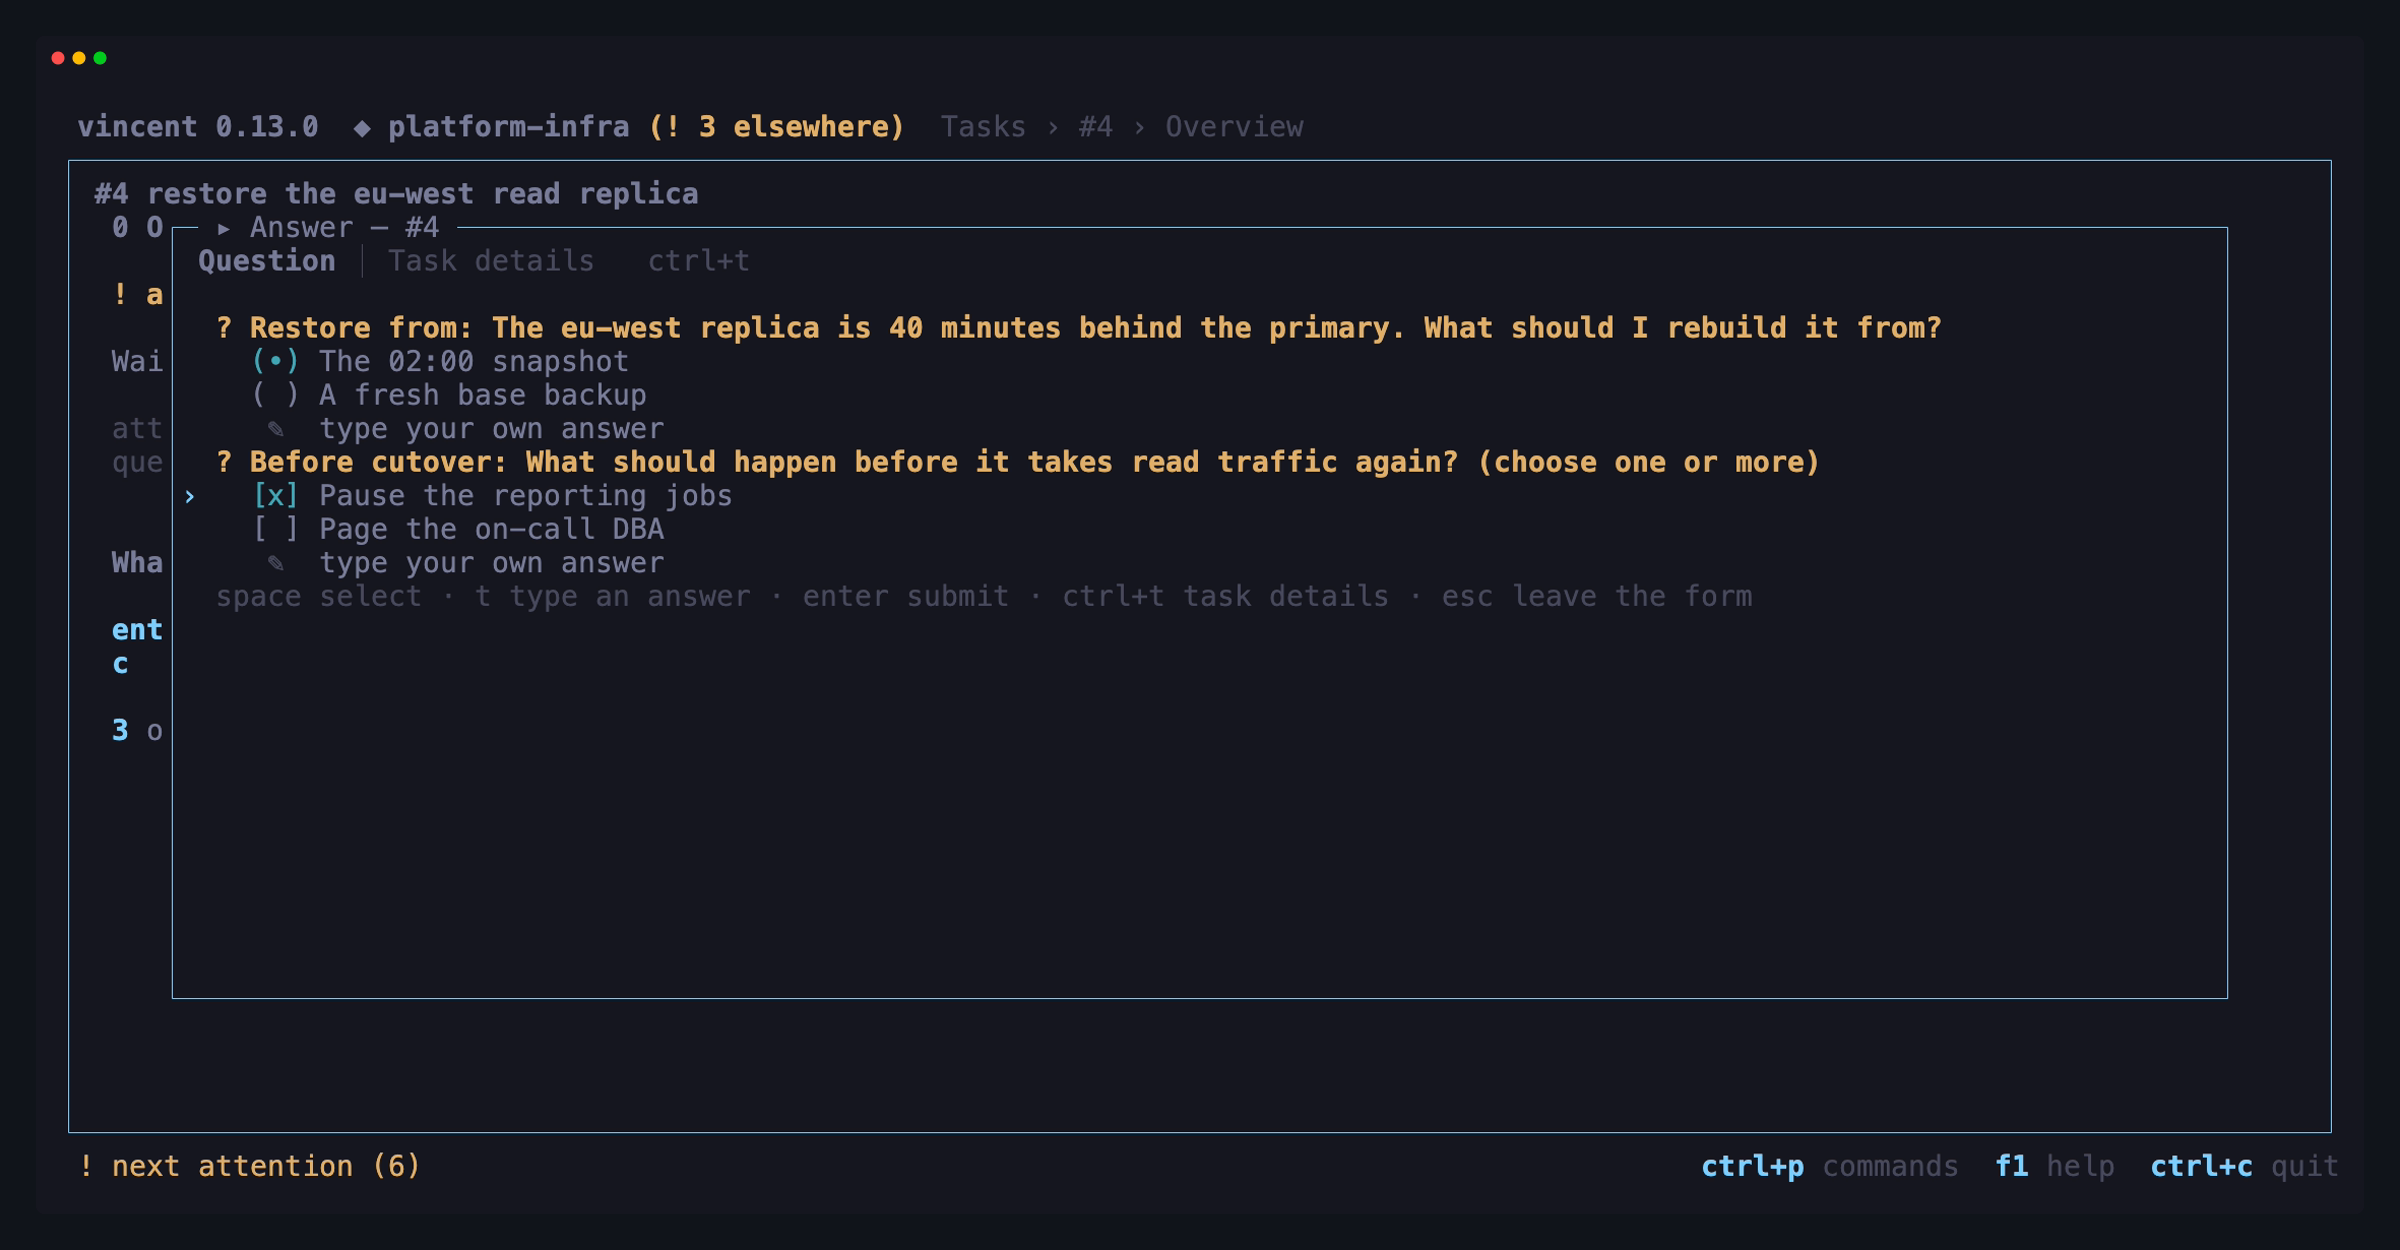 vincent 0.13.0 ◆ platform-infra (! 3 elsewhere) Tasks › #4 › Overview
#4 restore the eu-west read replica
0 O ▸ Answer — #4
Question │ Task details ctrl+t
! a
? Restore from: The eu-west replica is 40 minutes behind the primary. What should I rebuild it from?
Wai (•) The 02:00 snapshot
( ) A fresh base backup
att ✎ type your own answer
que ? Before cutover: What should happen before it takes read traffic again? (choose one or more)
› [x] Pause the reporting jobs
[ ] Page the on-call DBA
Wha ✎ type your own answer
space select · t type an answer · enter submit · ctrl+t task details · esc leave the form
ent
c
3 o
! next attention (6) ctrl+p commands f1 help ctrl+c quit